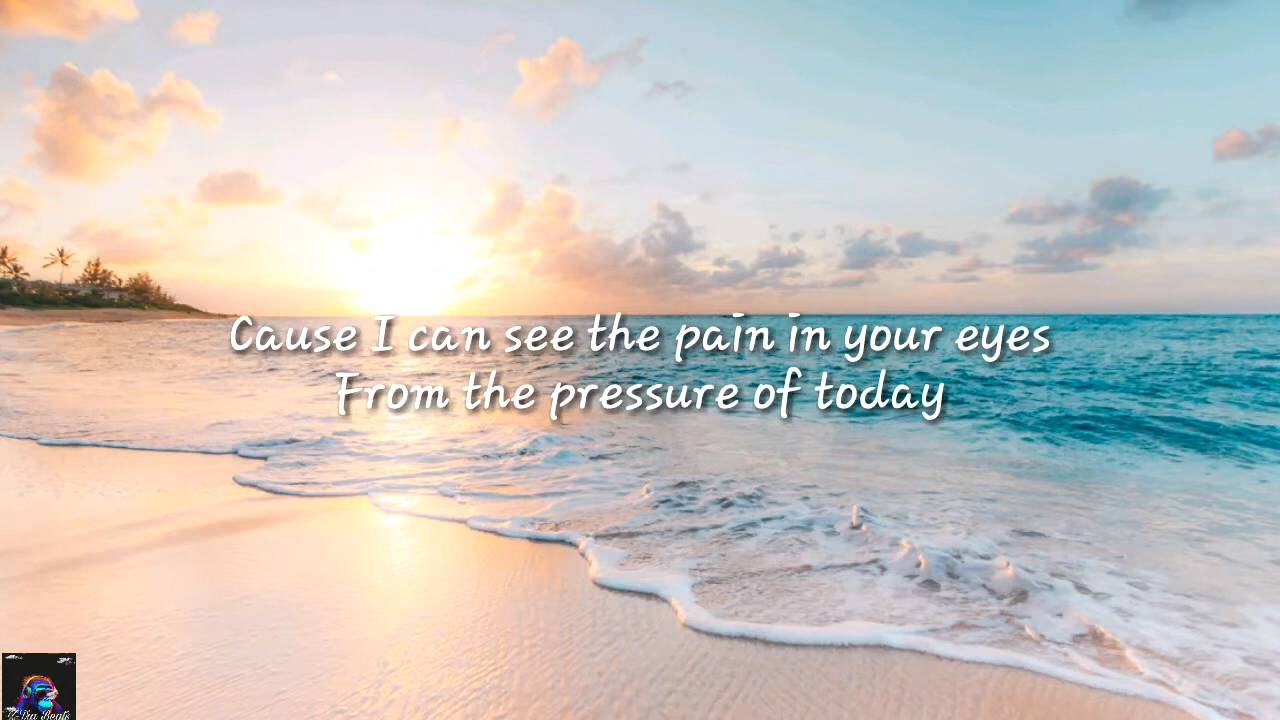 Cause I can see the pain in your eyes
From the pressure of today